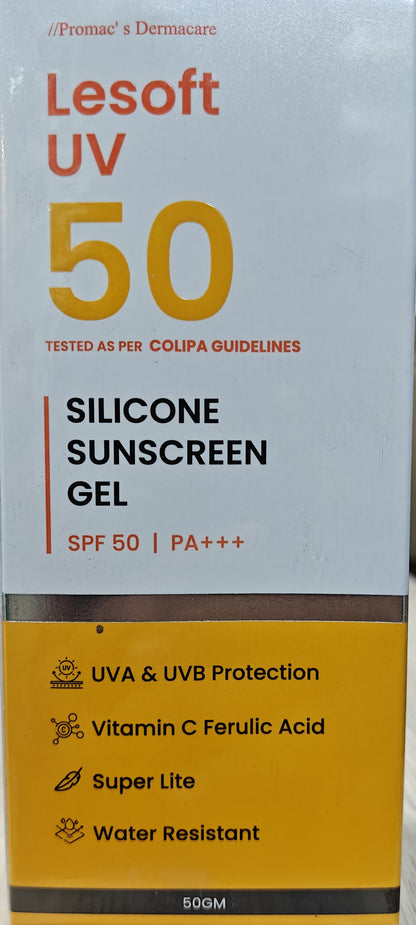 //Promac' s Dermacare
Lesoft
UV
50
TESTED AS PER COLIPA GUIDELINES
SILICONE
SUNSCREEN
GEL
SPF 50 | PA+++
UV
UVA & UVB Protection
C
Vitamin C Ferulic Acid
Super Lite
Water Resistant
50GM